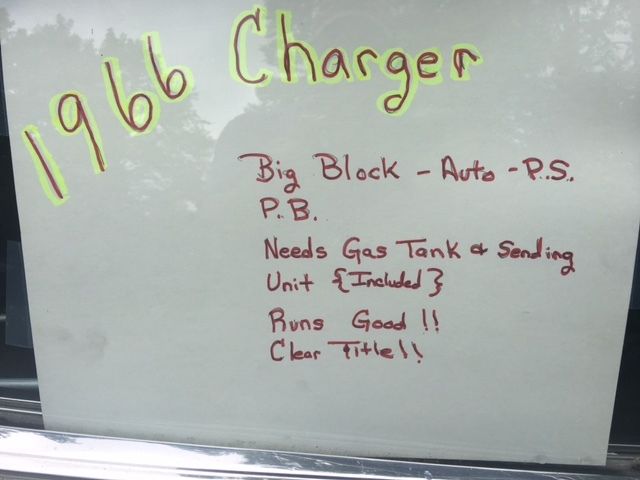 1966 Charger
Big Block - Auto - P.S.
P.B.
Needs Gas Tank & Sending
Unit {Included}
Runs Good !!
Clear Title!!